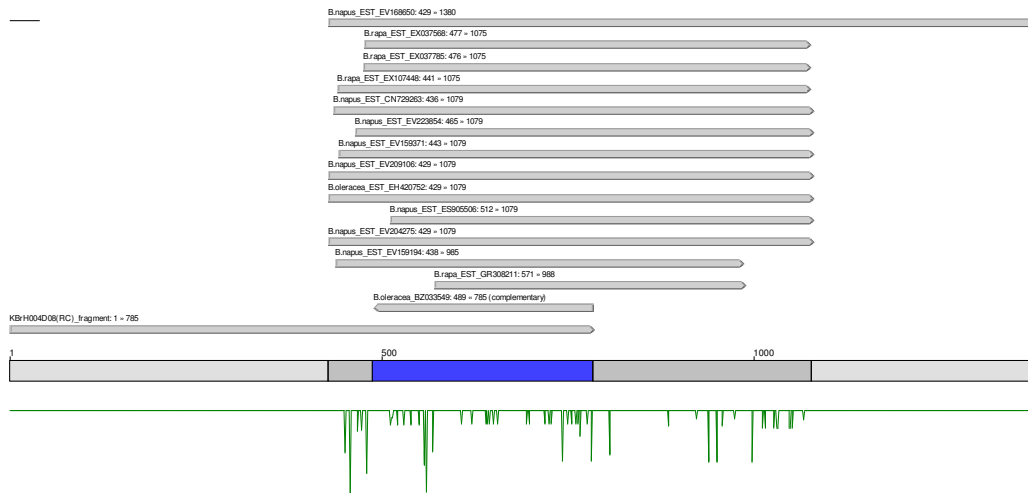 B.napus_EST_EV168650: 429 » 1380
B.rapa_EST_EX037568: 477 » 1075
B.rapa_EST_EX037785: 476 » 1075
B.rapa_EST_EX107448: 441 » 1075
B.napus_EST_CN729263: 436 » 1079
B.napus_EST_EV223854: 465 » 1079
B.napus_EST_EV159371: 443 » 1079
B.napus_EST_EV209106: 429 » 1079
B.oleracea_EST_EH420752: 429 » 1079
B.napus_EST_ES905506: 512 » 1079
B.napus_EST_EV204275: 429 » 1079
B.napus_EST_EV159194: 438 » 985
B.rapa_EST_GR308211: 571 » 988
B.oleracea_BZ033549: 489 » 785 (complementary)
KBrH004D08(RC)_fragment: 1 » 785
1 500 1000